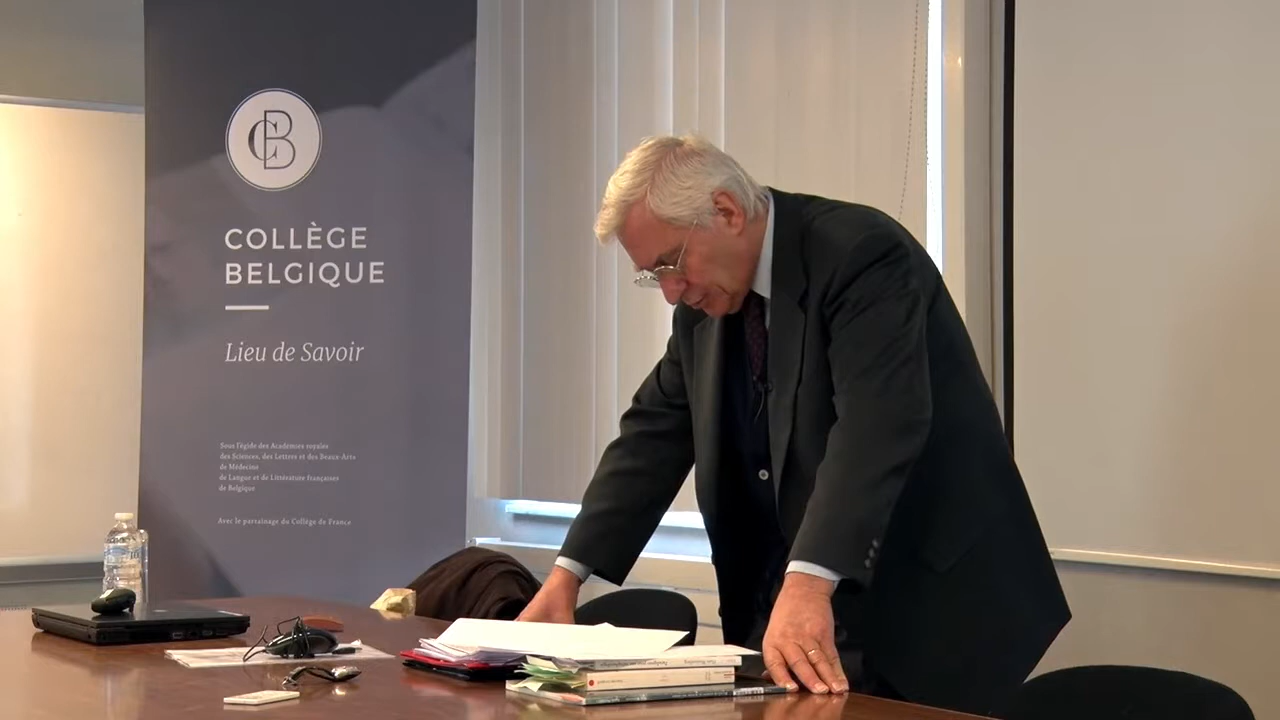 CB
COLLÈGE
BELGIQUE
Lieu de Savoir
Sous l'égide des Académies royales
des Sciences, des Lettres et des Beaux-Arts
de Médecine
de Langue et de Littérature françaises
de Belgique
Avec le partainage du Collège de France